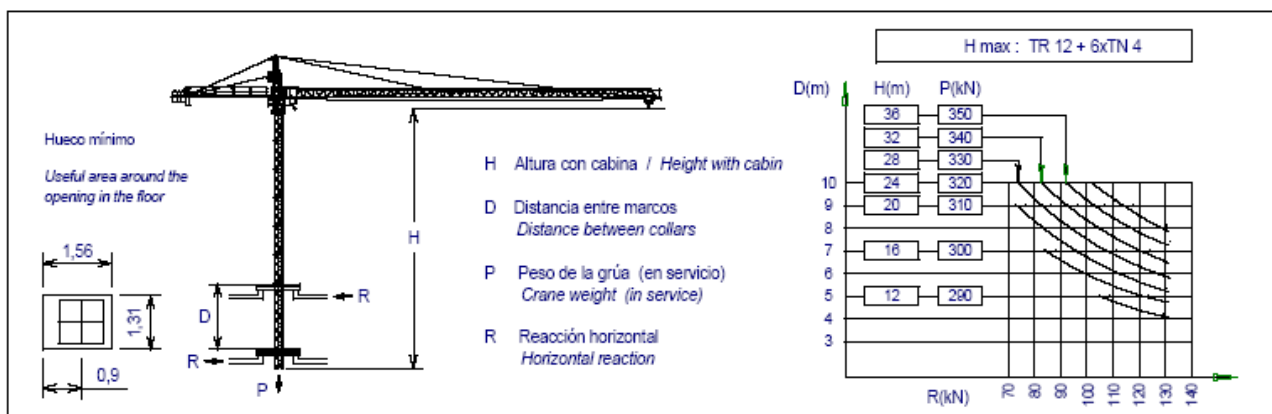 H max : TR 12 + 6xTN 4
D(m) H(m) P(kN)
36 350
32 340
28 330
10 24 320
9 20 310
8
7 16 300
6
5 12 290
4
3
R(kN) 70 80 90 100 110 120 130 140
Hueco mínimo
Useful area around the
opening in the floor
1,56
1,31
0,9
H
D
R
R
P
H Altura con cabina / Height with cabin
D Distancia entre marcos
Distance between collars
P Peso de la grúa (en servicio)
Crane weight (in service)
R Reacción horizontal
Horizontal reaction